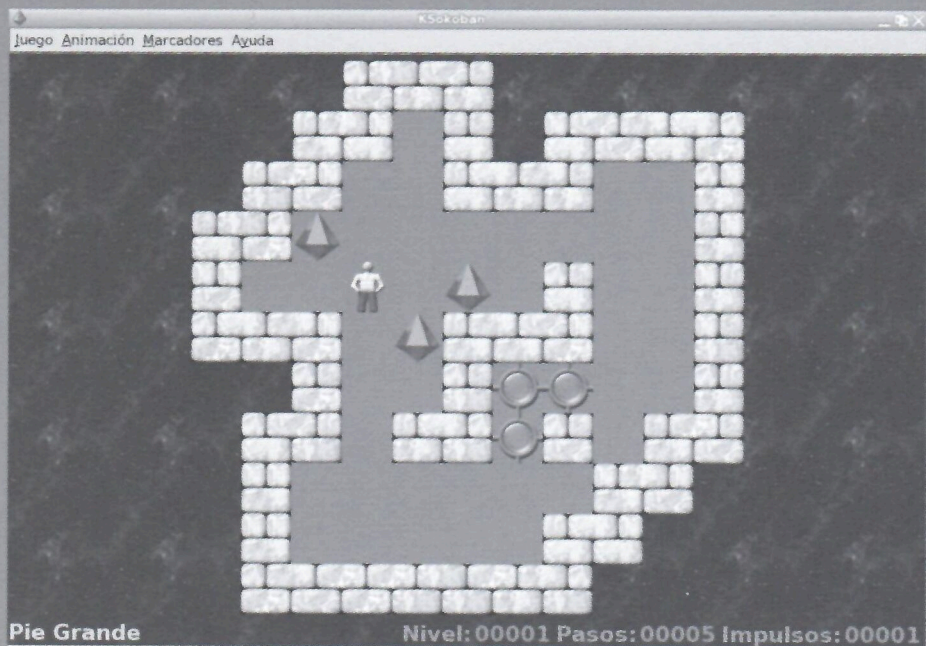 KSokoban
Juego Animación Marcadores Ayuda
Pie Grande Nivel:00001 Pasos:00005 Impulsos:00001